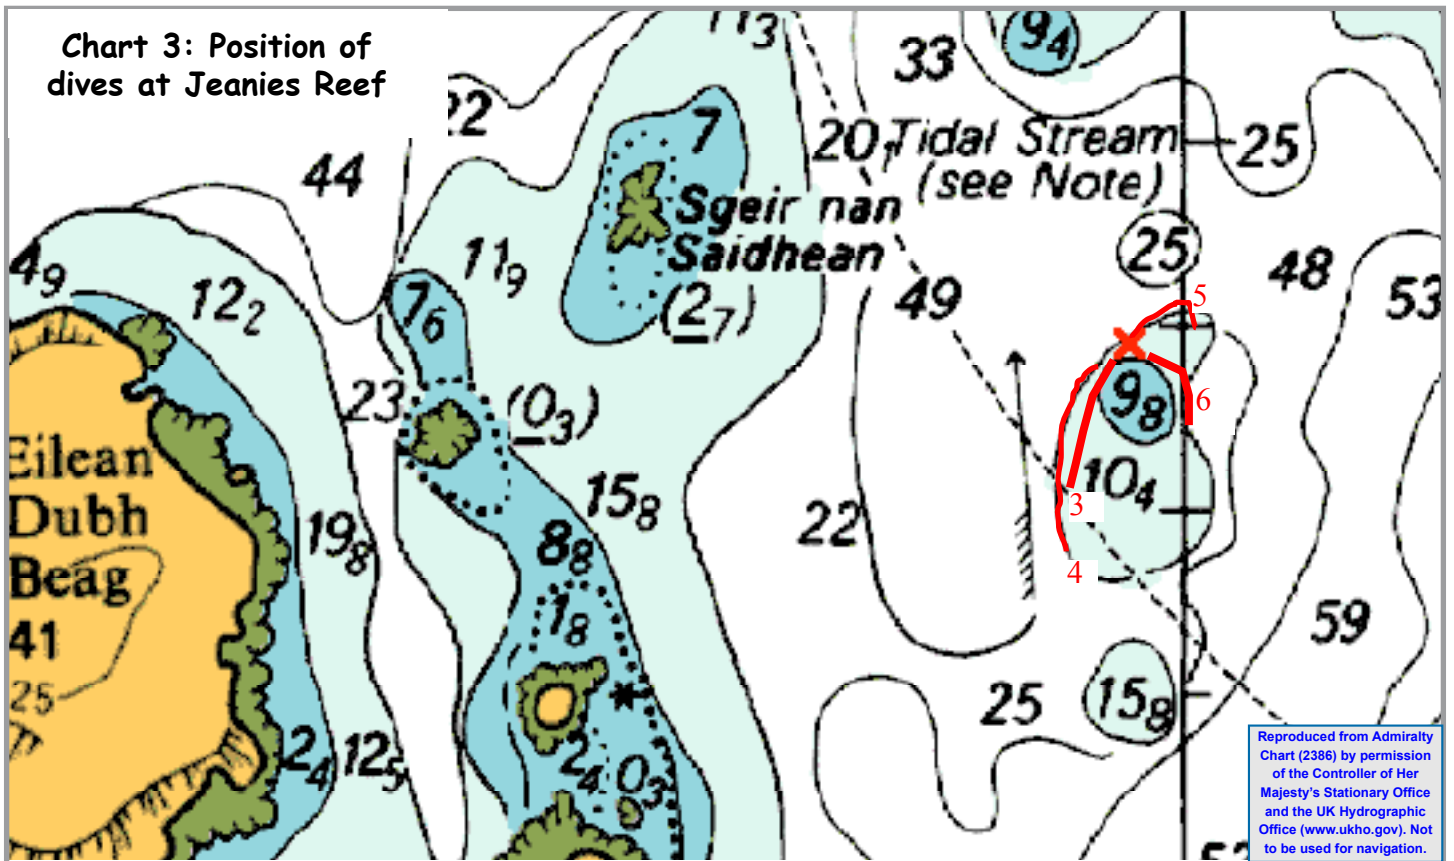 Chart 3: Position of
dives at Jeanies Reef
11₃
9₄
33
22
7
20₁
Tidal Stream
(see Note)
25
44
Sgeir nan
Saidhean
(2₇)
25
4₉
12₂
11₉
7₆
49
48
53
5
23
(0₃)
9₈
6
Eilean
Dubh
Beag
41
25
19₈
15₈
8₈
22
10₄
3
4
1₈
59
25
15₈
2₄
12₅
2₄
0₃
Reproduced from Admiralty
Chart (2386) by permission
of the Controller of Her
Majesty's Stationary Office
and the UK Hydrographic
Office (www.ukho.gov). Not
to be used for navigation.